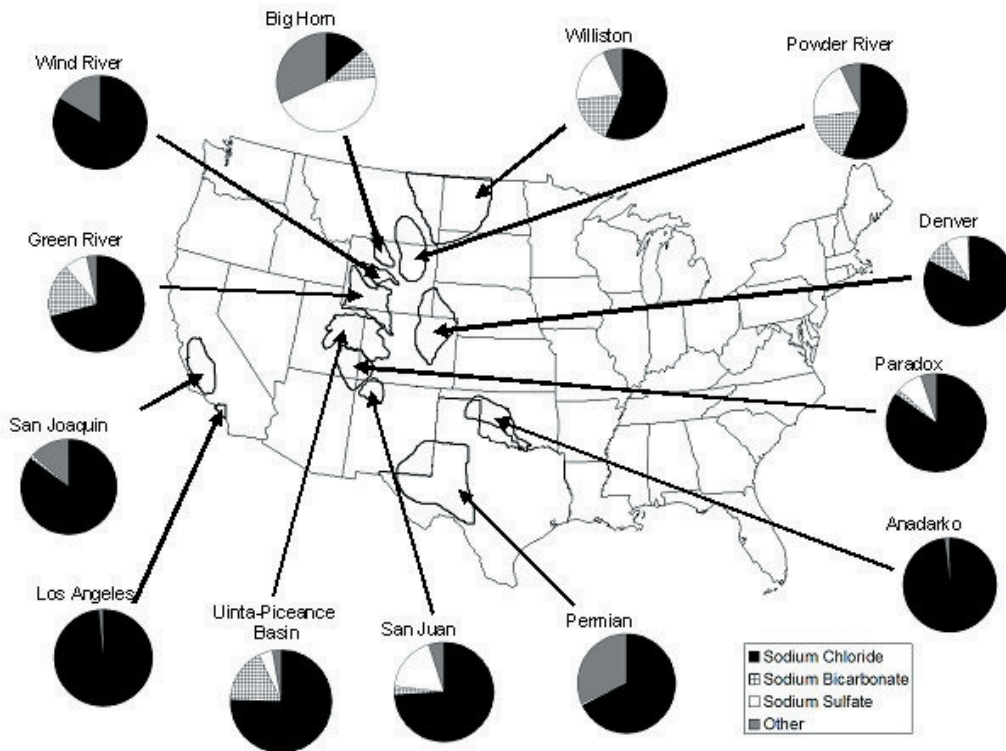 Big Horn
Williston
Powder River
Wind River
Green River
Denver
Paradox
San Joaquin
Anadarko
Los Angeles
Uinta-Piceance
Basin
San Juan
Permian
Sodium Chloride
Sodium Bicarbonate
Sodium Sulfate
Other